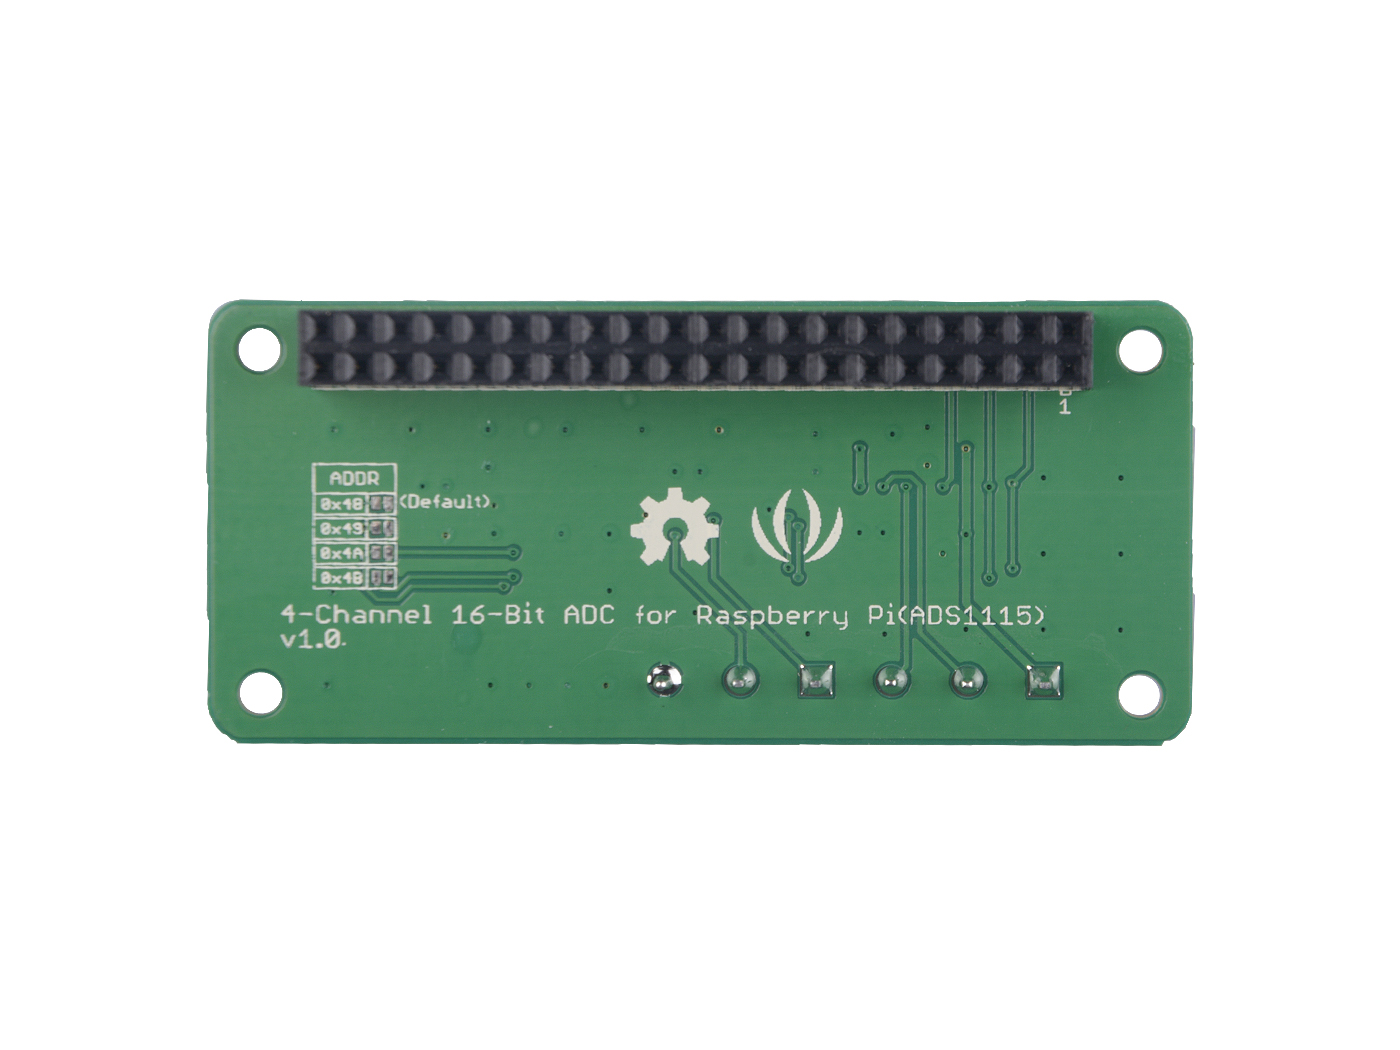 1
ADDR
0x48 (Default)
0x49
0x4A
0x4B
4-Channel 16-Bit ADC for Raspberry Pi(ADS1115)
v1.0